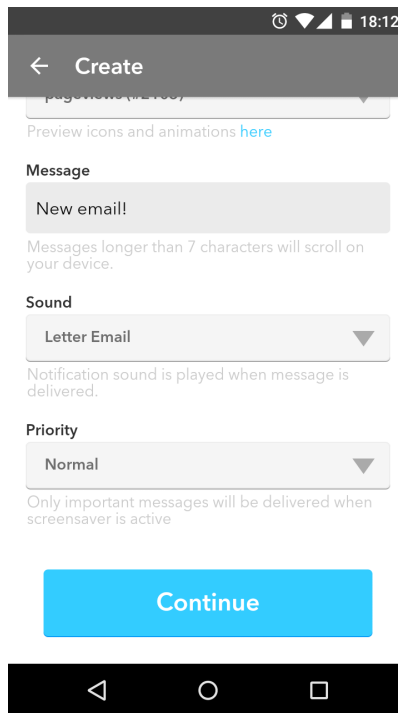 18:12
Create
Preview icons and animations here
Message
New email!
Messages longer than 7 characters will scroll on
your device.
Sound
Letter Email
Notification sound is played when message is
delivered.
Priority
Normal
Only important messages will be delivered when
screensaver is active
Continue